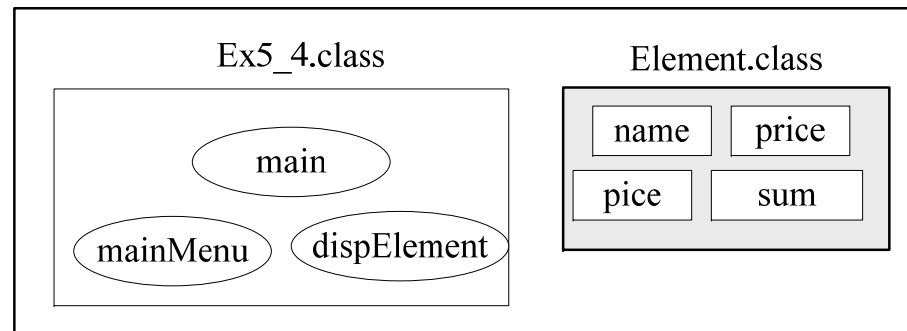 Ex5_4.class
Element.class
name price
main
pice sum
mainMenu dispElement